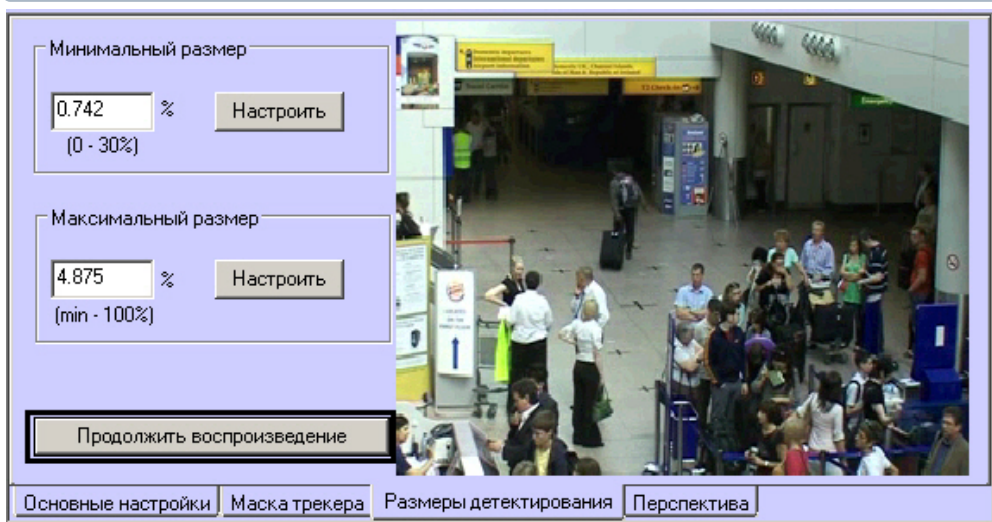 Минимальный размер
0.742 % Настроить
(0 - 30%)
Максимальный размер
4.875 % Настроить
(min - 100%)
Продолжить воспроизведение
Основные настройки Маска трекера Размеры детектирования Перспектива